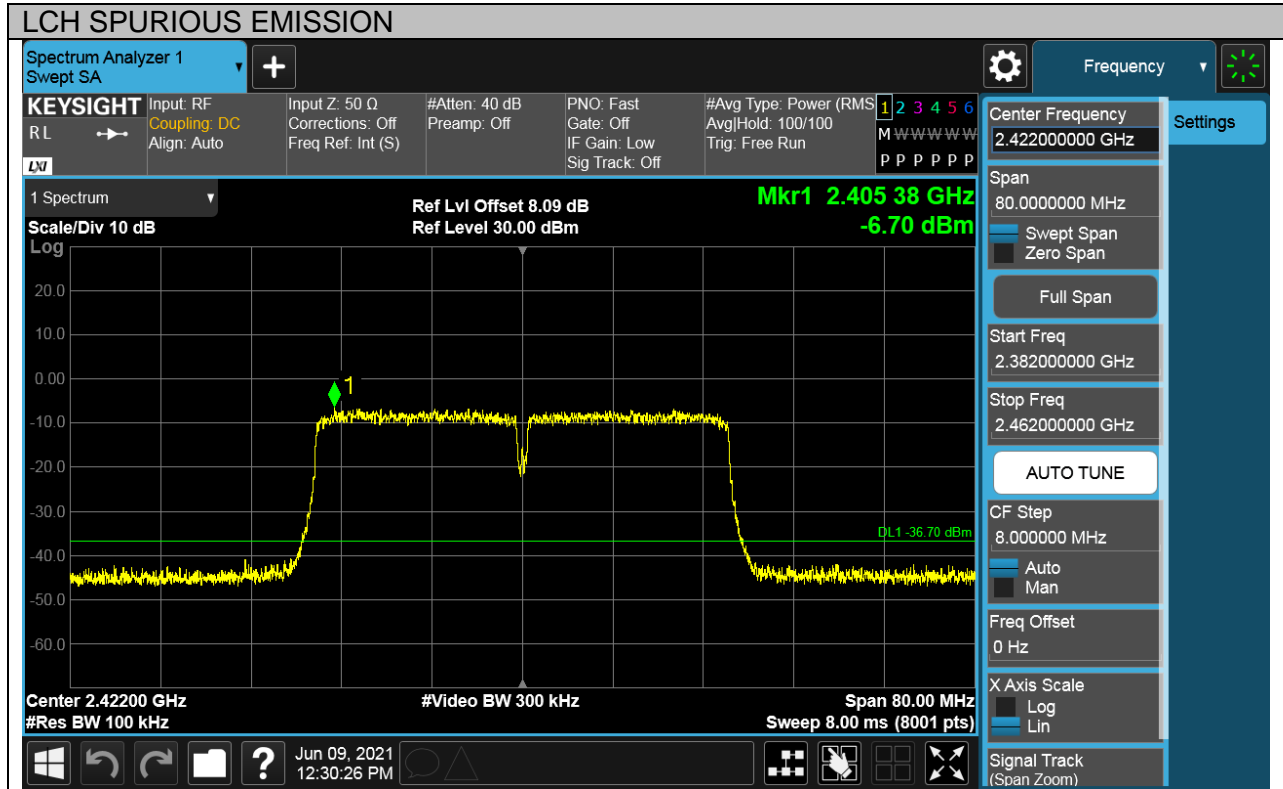 LCH SPURIOUS EMISSION
Spectrum Analyzer 1
Swept SA
+
Frequency
KEYSIGHT
RL
LXI
Input: RF
Coupling: DC
Align: Auto
Input Z: 50 Ω
Corrections: Off
Freq Ref: Int (S)
#Atten: 40 dB
Preamp: Off
PNO: Fast
Gate: Off
IF Gain: Low
Sig Track: Off
#Avg Type: Power (RMS
Avg|Hold: 100/100
Trig: Free Run
1 2 3 4 5 6
M W W W W W
P P P P P P
1 Spectrum
Scale/Div 10 dB
Ref Lvl Offset 8.09 dB
Ref Level 30.00 dBm
Mkr1 2.405 38 GHz
-6.70 dBm
Log
20.0
10.0
0.00
-10.0
-20.0
-30.0
-40.0
-50.0
-60.0
1
DL1 -36.70 dBm
Center 2.42200 GHz
#Res BW 100 kHz
#Video BW 300 kHz
Span 80.00 MHz
Sweep 8.00 ms (8001 pts)
?
Jun 09, 2021
12:30:26 PM
Center Frequency
2.422000000 GHz
Settings
Span
80.0000000 MHz
Swept Span
Zero Span
Full Span
Start Freq
2.382000000 GHz
Stop Freq
2.462000000 GHz
AUTO TUNE
CF Step
8.000000 MHz
Auto
Man
Freq Offset
0 Hz
X Axis Scale
Log
Lin
Signal Track
(Span Zoom)